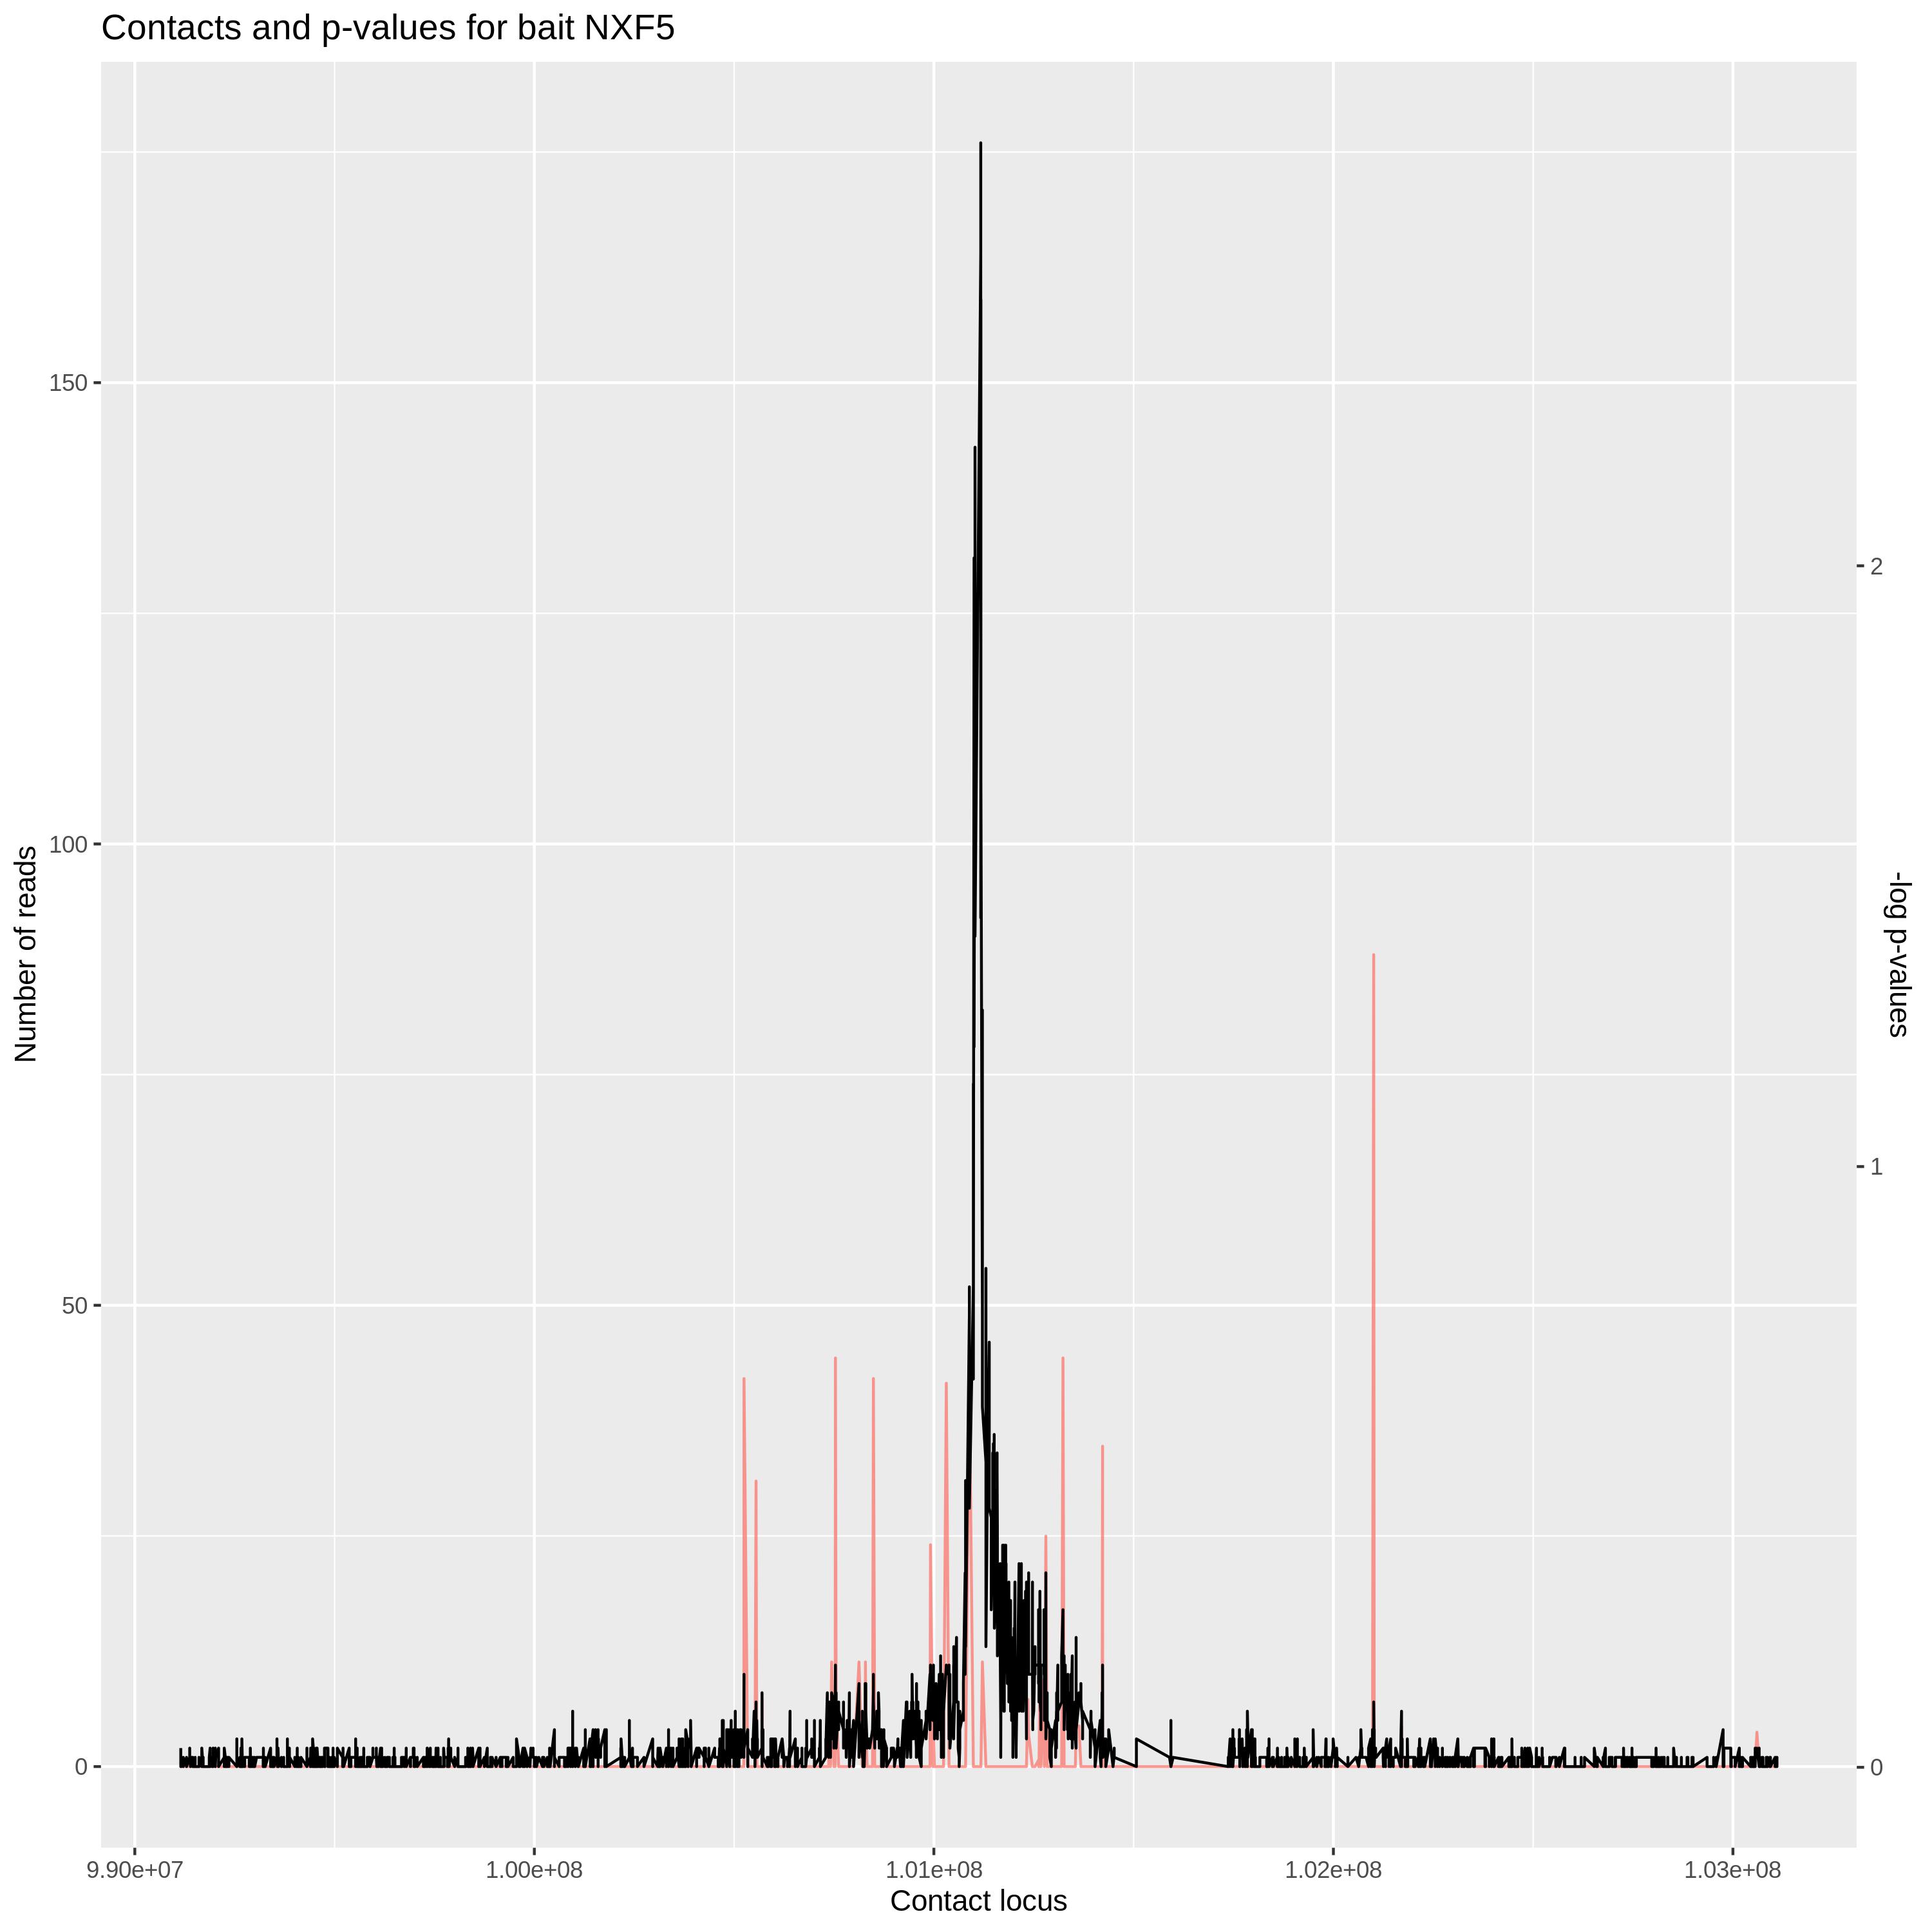 Contacts and p-values for bait NXF5
150
100
50
0
Number of reads
2
1
0
-log p-values
9.90e+07
1.00e+08
1.01e+08
1.02e+08
1.03e+08
Contact locus